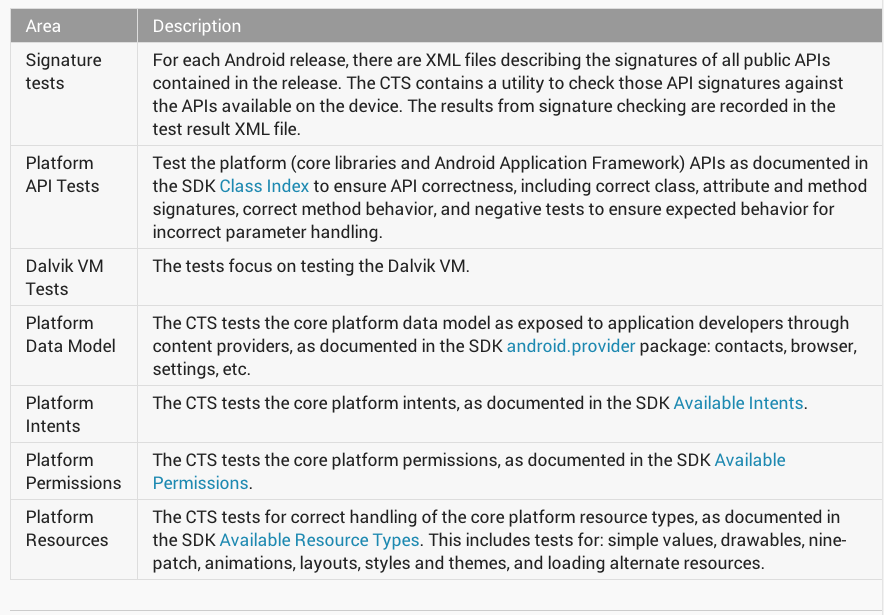 Area Description
Signature For each Android release, there are XML files describing the signatures of all public APIs
tests contained in the release. The CTS contains a utility to check those API signatures against
the APIs available on the device. The results from signature checking are recorded in the
test result XML file.
Platform Test the platform (core libraries and Android Application Framework) APIs as documented in
API Tests the SDK Class Index to ensure API correctness, including correct class, attribute and method
signatures, correct method behavior, and negative tests to ensure expected behavior for
incorrect parameter handling.
Dalvik VM The tests focus on testing the Dalvik VM.
Tests
Platform The CTS tests the core platform data model as exposed to application developers through
Data Model content providers, as documented in the SDK android.provider package: contacts, browser,
settings, etc.
Platform The CTS tests the core platform intents, as documented in the SDK Available Intents.
Intents
Platform The CTS tests the core platform permissions, as documented in the SDK Available
Permissions Permissions.
Platform The CTS tests for correct handling of the core platform resource types, as documented in
Resources the SDK Available Resource Types. This includes tests for: simple values, drawables, nine-
patch, animations, layouts, styles and themes, and loading alternate resources.